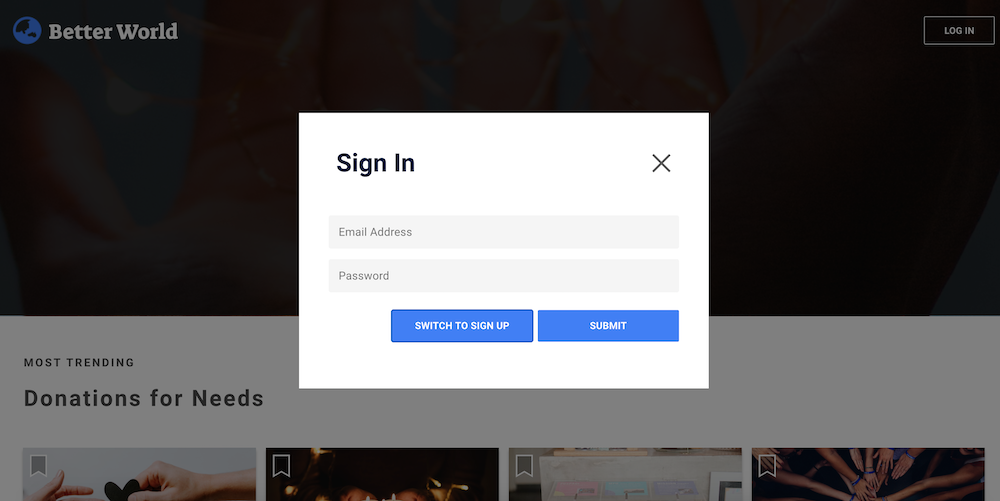 Better World
LOG IN
Sign In
Email Address
Password
SWITCH TO SIGN UP
SUBMIT
MOST TRENDING
Donations for Needs